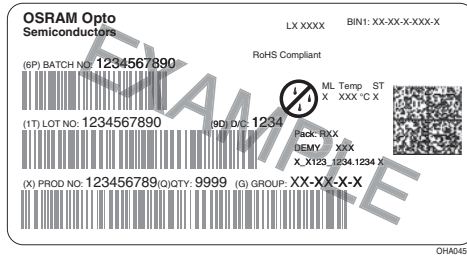 OSRAM Opto
Semiconductors
LX XXXX
BIN1: XX-XX-X-XXX-X
RoHS Compliant
(6P) BATCH NO: 1234567890
ML Temp ST
X XXX °C X
(1T) LOT NO: 1234567890
(9D) D/C: 1234
Pack: RXX
DEMY XXX
X_X123_1234.1234 X
(X) PROD NO: 123456789(Q)QTY: 9999 (G) GROUP: XX-XX-X-X
EXAMPLE
OHA045